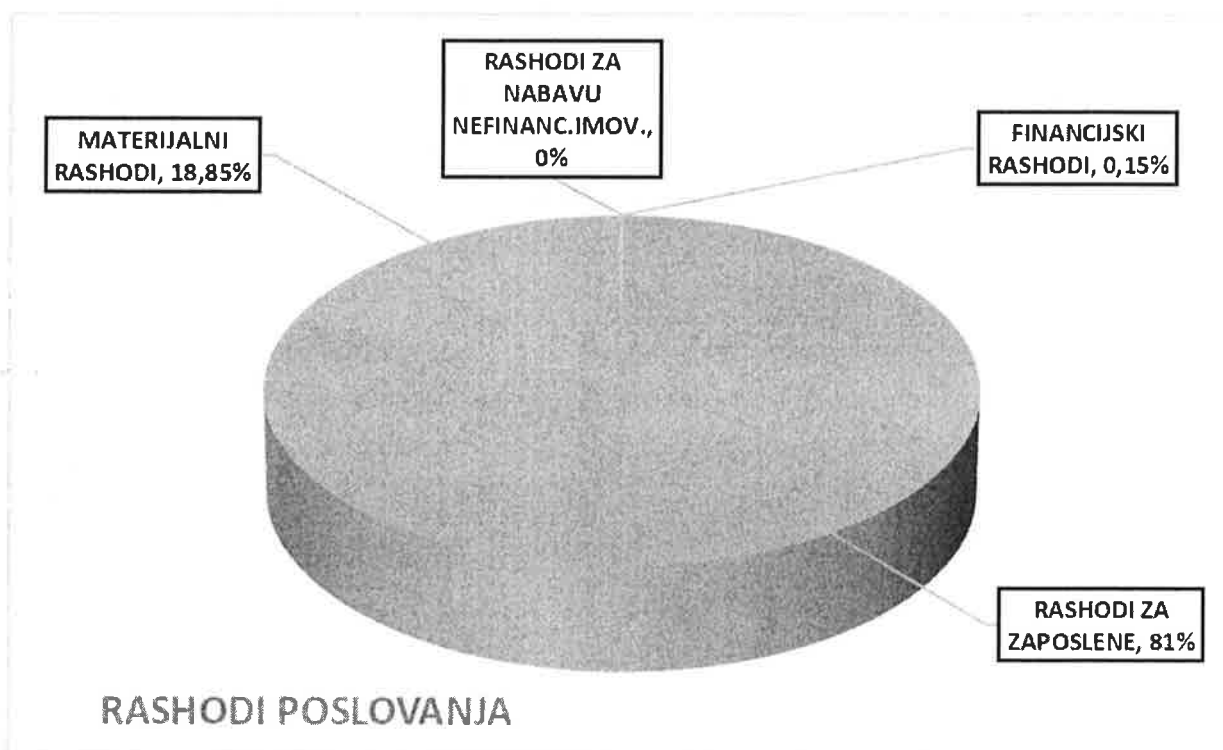 RASHODI ZA
NABAVU
NEFINANC.IMOV.,
0%
MATERIJALNI
RASHODI, 18,85%
FINANCIJSKI
RASHODI, 0,15%
RASHODI ZA
ZAPOSLENE, 81%
RASHODI POSLOVANJA